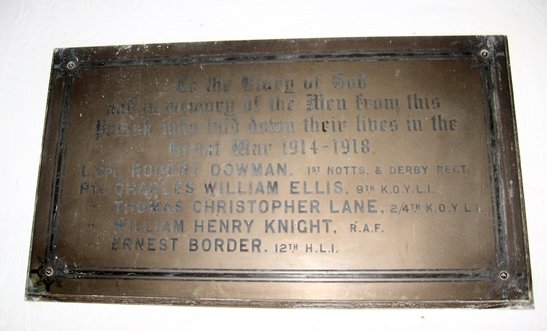 To the Glory of God
and in memory of the Men from this
Parish who laid down their lives in the
Great War 1914-1918.
L. CPL. ROBERT DOWMAN. 1ST NOTTS. & DERBY REGT.
PTE CHARLES WILLIAM ELLIS. 9TH K.O.Y.L.I.
" THOMAS CHRISTOPHER LANE. 2/4TH K.O.Y.L.I.
" WILLIAM HENRY KNIGHT. R.A.F.
" ERNEST BORDER. 12TH H.L.I.